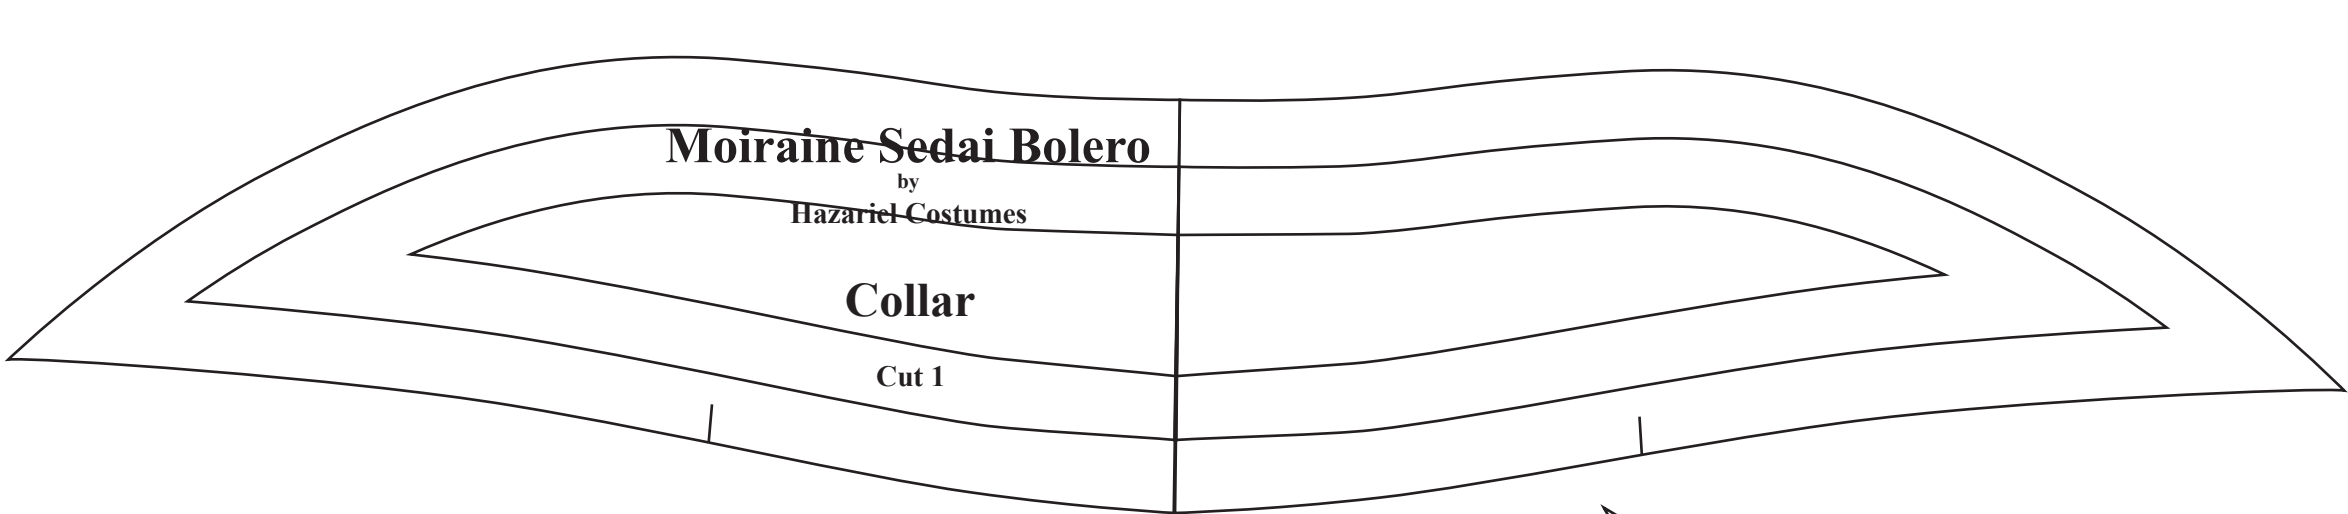 Moiraine Sedai Bolero
by
Hazariel Costumes
Collar
Cut 1